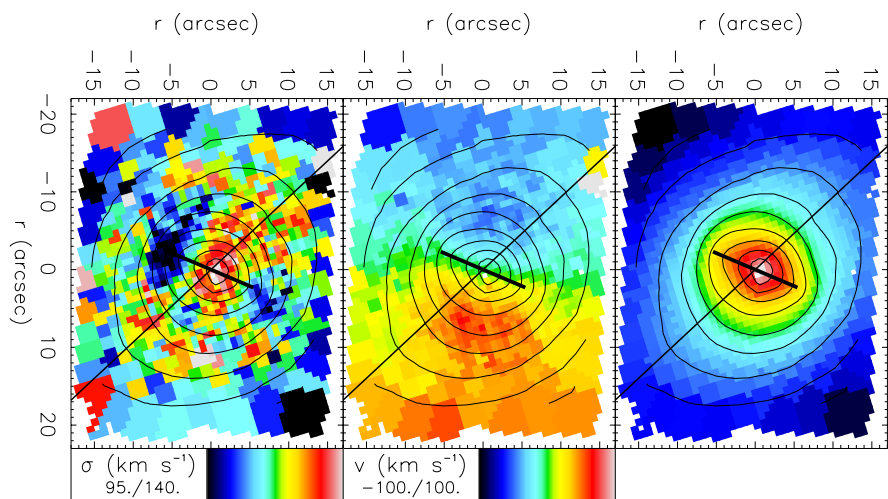 r (arcsec) r (arcsec) r (arcsec)
−15 −10 −5 0 5 10 15 −15 −10 −5 0 5 10 15 −15 −10 −5 0 5 10 15
−20
−10
0
10
20
r (arcsec)
σ (km s⁻¹)
95./140.
v (km s⁻¹)
−100./100.